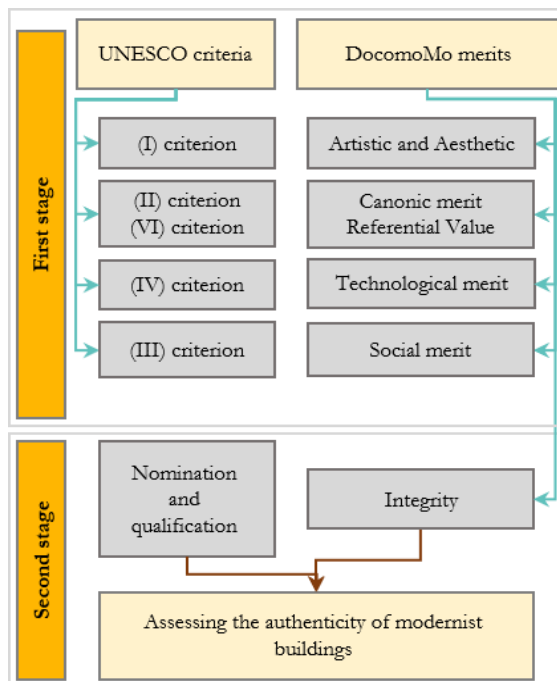 UNESCO criteria
DocomoMo merits
First stage
(I) criterion
Artistic and Aesthetic
(II) criterion
(VI) criterion
Canonic merit
Referential Value
(IV) criterion
Technological merit
(III) criterion
Social merit
Second stage
Nomination
and
qualification
Integrity
Assessing the authenticity of modernist
buildings